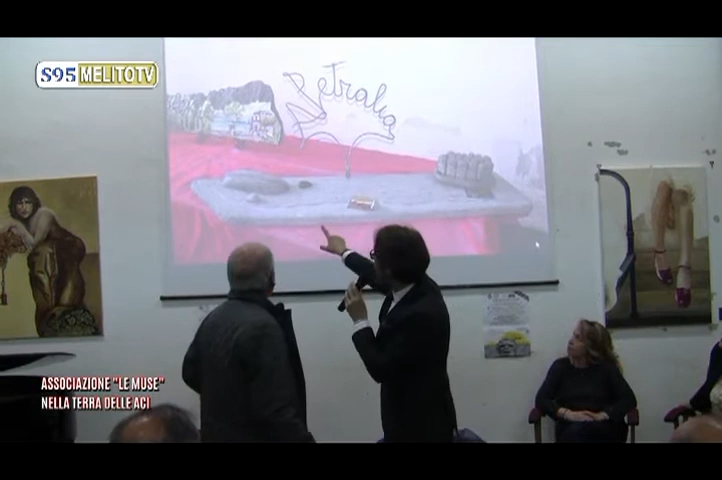 S95 MELITOTV
Petralia
ASSOCIAZIONE "LE MUSE"
NELLA TERRA DELLE ACI